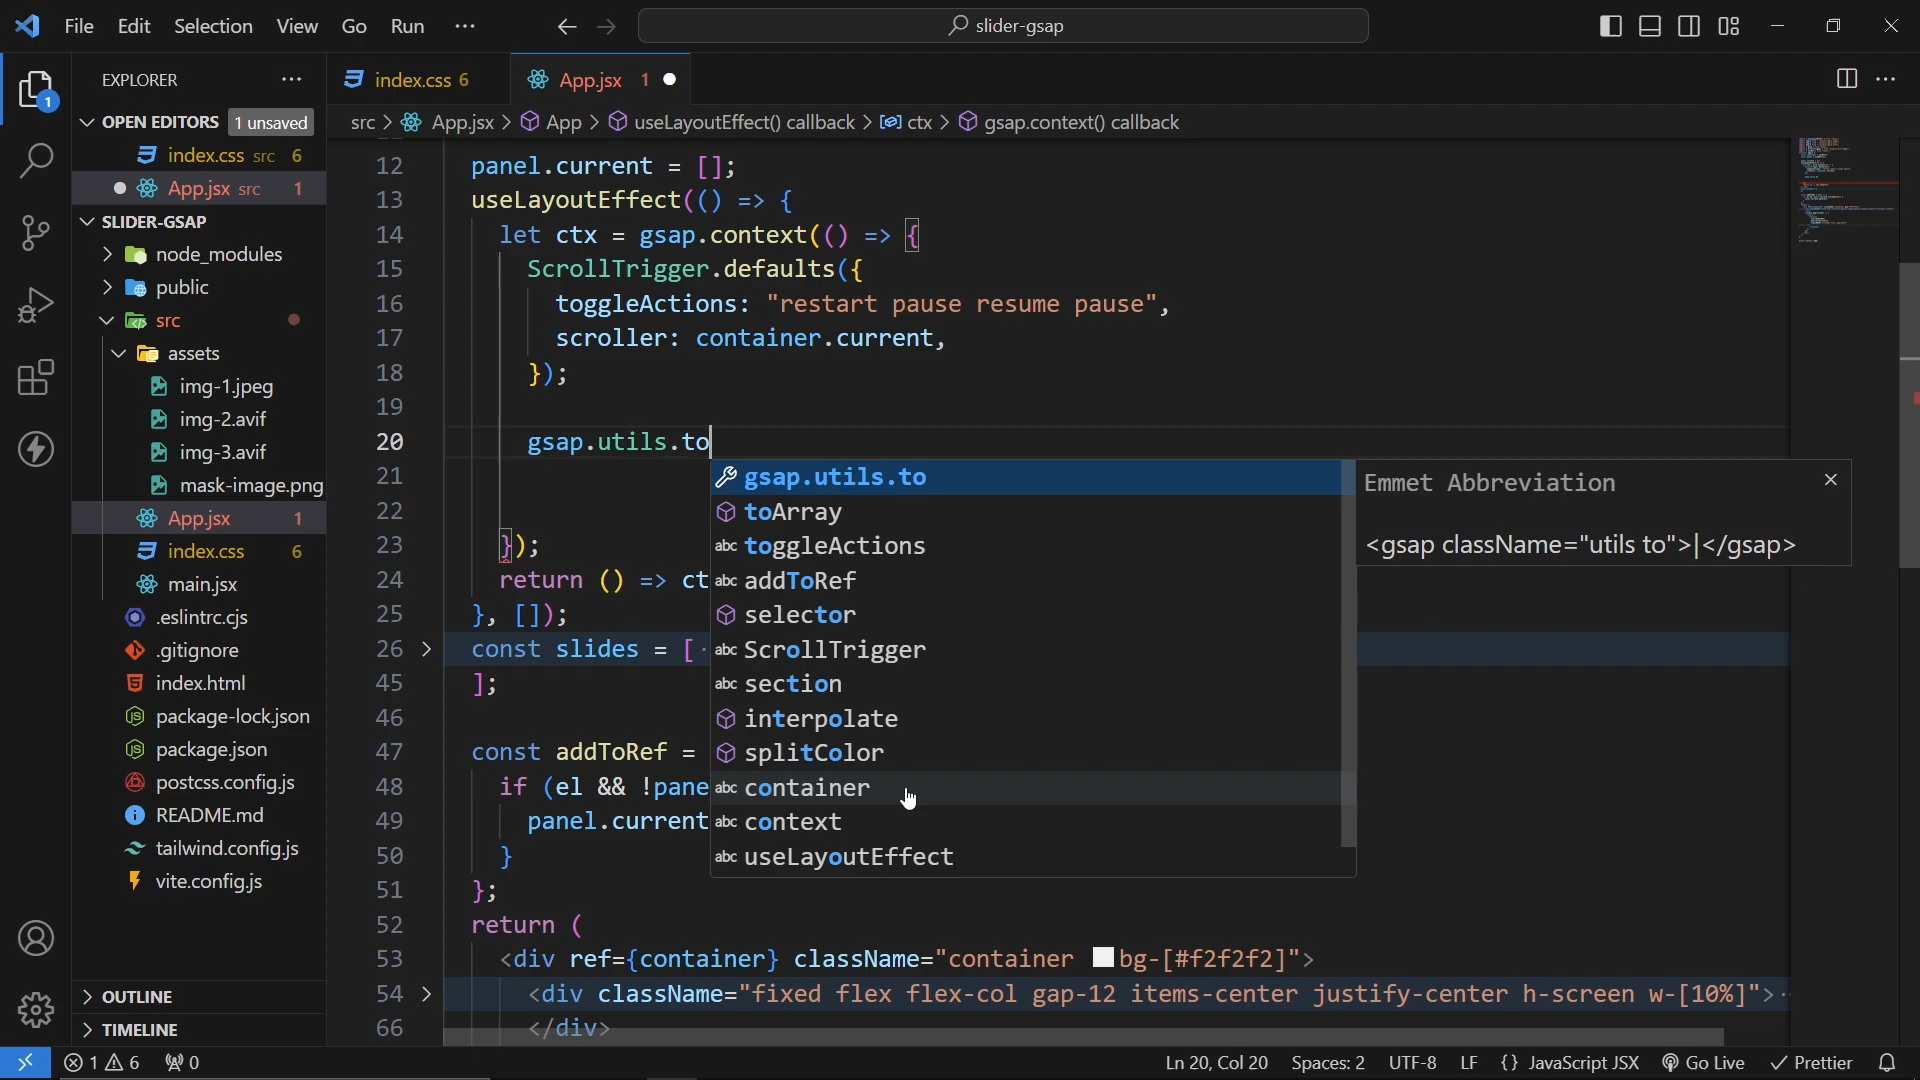 File Edit Selection View Go Run ···
slider-gsap
EXPLORER ···
OPEN EDITORS 1 unsaved
index.css src 6
App.jsx src 1
SLIDER-GSAP
node_modules
public
src
assets
img-1.jpeg
img-2.avif
img-3.avif
mask-image.png
App.jsx 1
index.css 6
main.jsx
.eslintrc.cjs
.gitignore
index.html
package-lock.json
package.json
postcss.config.js
README.md
tailwind.config.js
vite.config.js
OUTLINE
TIMELINE
1
index.css 6
App.jsx 1
src > App.jsx > App > useLayoutEffect() callback > ctx > gsap.context() callback
12 panel.current = [];
13 useLayoutEffect(() => {
14 let ctx = gsap.context(() => {
15 ScrollTrigger.defaults({
16 toggleActions: "restart pause resume pause",
17 scroller: container.current,
18 });
19
20 gsap.utils.to
21
22
23 });
24 return () => ct
25 }, []);
26 const slides = [ ·
45 ];
46
47 const addToRef =
48 if (el && !pane
49 panel.current
50 }
51 };
52 return (
53 <div ref={container} className="container bg-[#f2f2f2]">
54 <div className="fixed flex flex-col gap-12 items-center justify-center h-screen w-[10%]">·
66 </div>
gsap.utils.to
toArray
abc toggleActions
abc addToRef
selector
abc ScrollTrigger
abc section
interpolate
splitColor
abc container
abc context
abc useLayoutEffect
Emmet Abbreviation
<gsap className="utils to">|</gsap>
1 6 0
Ln 20, Col 20 Spaces: 2 UTF-8 LF {} JavaScript JSX Go Live Prettier